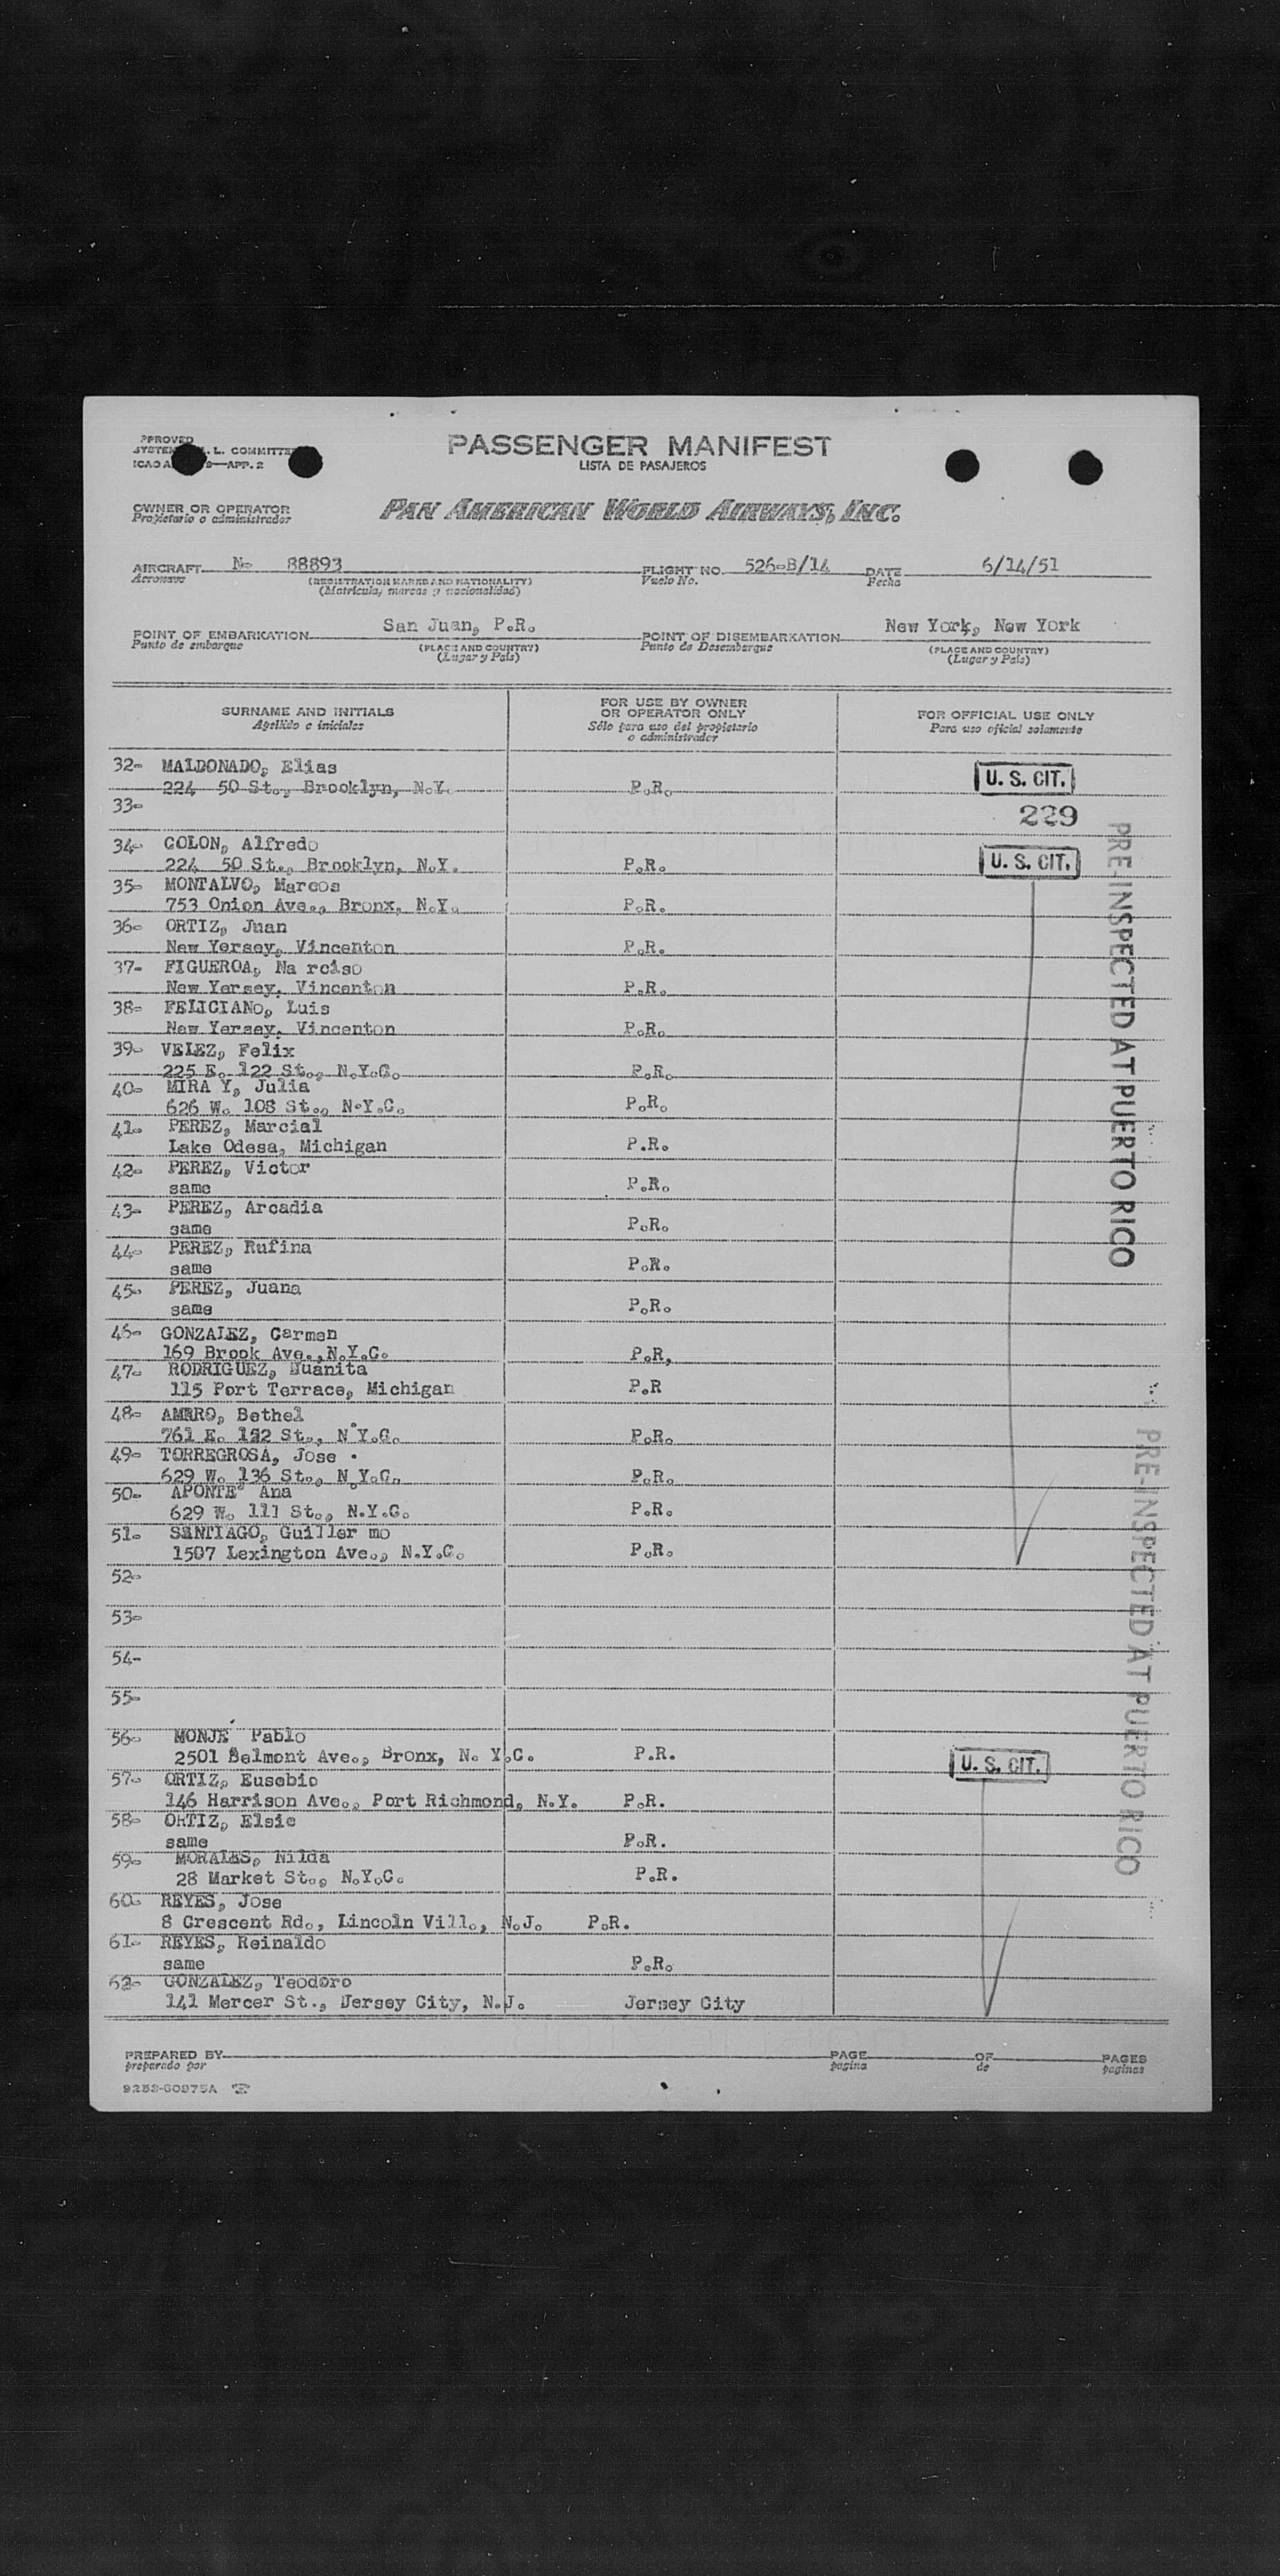 PPROVED
SYSTEM L. COMMITTE
ICAO A 9—APP. 2
PASSENGER MANIFEST
LISTA DE PASAJEROS
OWNER OR OPERATOR
Propietario o administrador
PAN AMERICAN WORLD AIRWAYS, INC.
AIRCRAFT N- 88893 FLIGHT NO. 526-B/14 DATE 6/14/51
Aeronave (REGISTRATION MARKS AND NATIONALITY) Vuelo No. Fecha
(Matricula, marcas y nacionalidad)
POINT OF EMBARKATION San Juan, P.R. POINT OF DISEMBARKATION New York, New York
Punto de embarque (PLACE AND COUNTRY) Punto de Desembarque (PLACE AND COUNTRY)
(Lugar y País) (Lugar y País)
SURNAME AND INITIALS
Apellido e iniciales
FOR USE BY OWNER
OR OPERATOR ONLY
Sólo para uso del propietario
o administrador
FOR OFFICIAL USE ONLY
Para uso oficial solamente
32- MALDONADO, Elias
224 50 St., Brooklyn, N.Y. P.R. U. S. CIT.
33- 229
34- COLON, Alfredo
224 50 St., Brooklyn, N.Y. P.R. U. S. CIT.
35- MONTALVO, Marcos
753 Onion Ave., Bronx, N.Y. P.R.
36- ORTIZ, Juan
New Yersey, Vincenton P.R.
37- FIGUEROA, Na rciso
New Yersey, Vincenton P.R.
38- FELICIANO, Luis
New Yersey, Vincenton P.R.
39- VELEZ, Felix
225 E. 122 St., N.Y.C. P.R.
40- MIRA Y, Julia
626 W. 108 St., N.Y.C. P.R.
41- PEREZ, Marcial
Lake Odesa, Michigan P.R.
42- PEREZ, Victor
same P.R.
43- PEREZ, Arcadia
same P.R.
44- PEREZ, Rufina
same P.R.
45- PEREZ, Juana
same P.R.
46- GONZALEZ, Carmen
169 Brook Ave.,N.Y.C. P.R,
47- RODRIGUEZ, Juanita
115 Port Terrace, Michigan P.R
48- AMARO, Bethel
761 E. 152 St., N.Y.C. P.R.
49- TORREGROSA, Jose .
629 W. 136 St., N.Y.C. P.R.
50- APONTE, Ana
629 W. 111 St., N.Y.C. P.R.
51- SANTIAGO, Guiller mo
1507 Lexington Ave., N.Y.C. P.R.
52-
53-
54-
55-
56- MONJE Pablo
2501 Belmont Ave., Bronx, N. Y.C. P.R. U. S. CIT.
57- ORTIZ, Eusebio
146 Harrison Ave., Port Richmond, N.Y. P.R.
58- ORTIZ, Elsie
same P.R.
59- MORALES, Nilda
28 Market St., N.Y.C. P.R.
60- REYES, Jose
8 Crescent Rd., Lincoln Vill., N.J. P.R.
61- REYES, Reinaldo
same P.R.
62- GONZALEZ, Teodoro
141 Mercer St., Jersey City, N.J. Jersey City
PRE-INSPECTED AT PUERTO RICO
PRE-INSPECTED AT PUERTO RICO
PREPARED BY PAGE OF PAGES
preparado por pagina de paginas